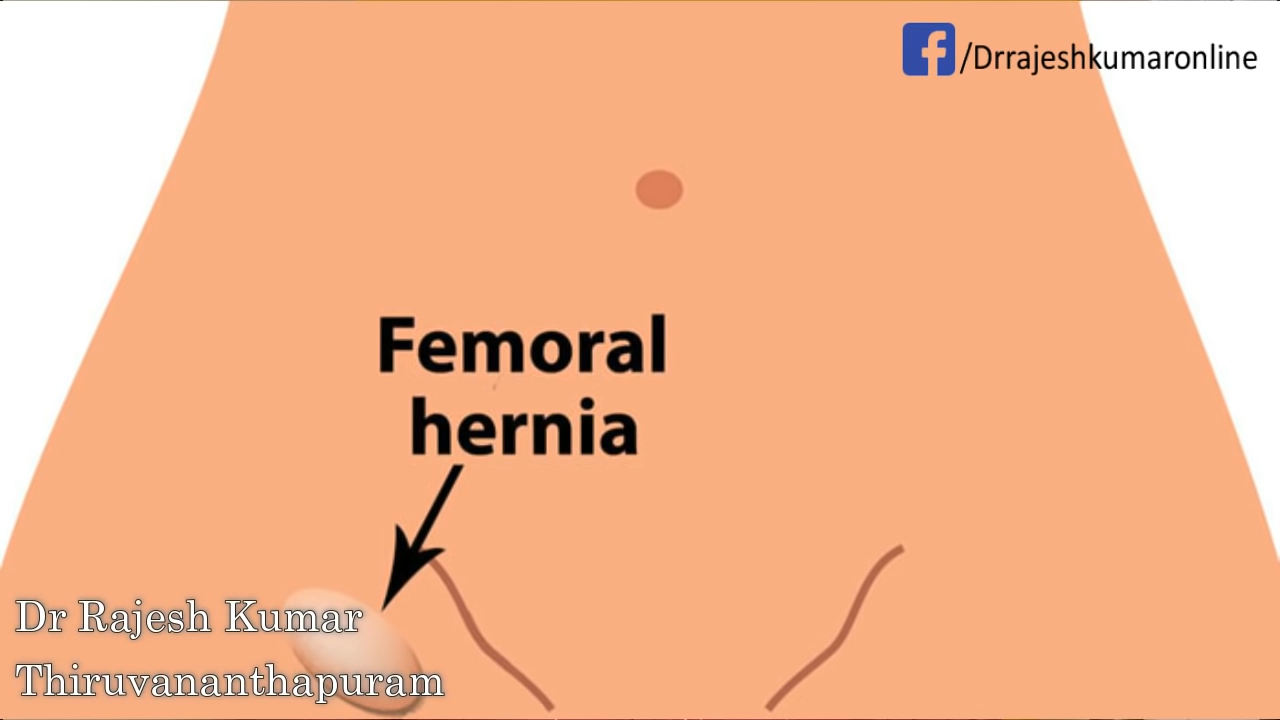 /Drrajeshkumaronline
Femoral
hernia
Dr Rajesh Kumar
Thiruvananthapuram